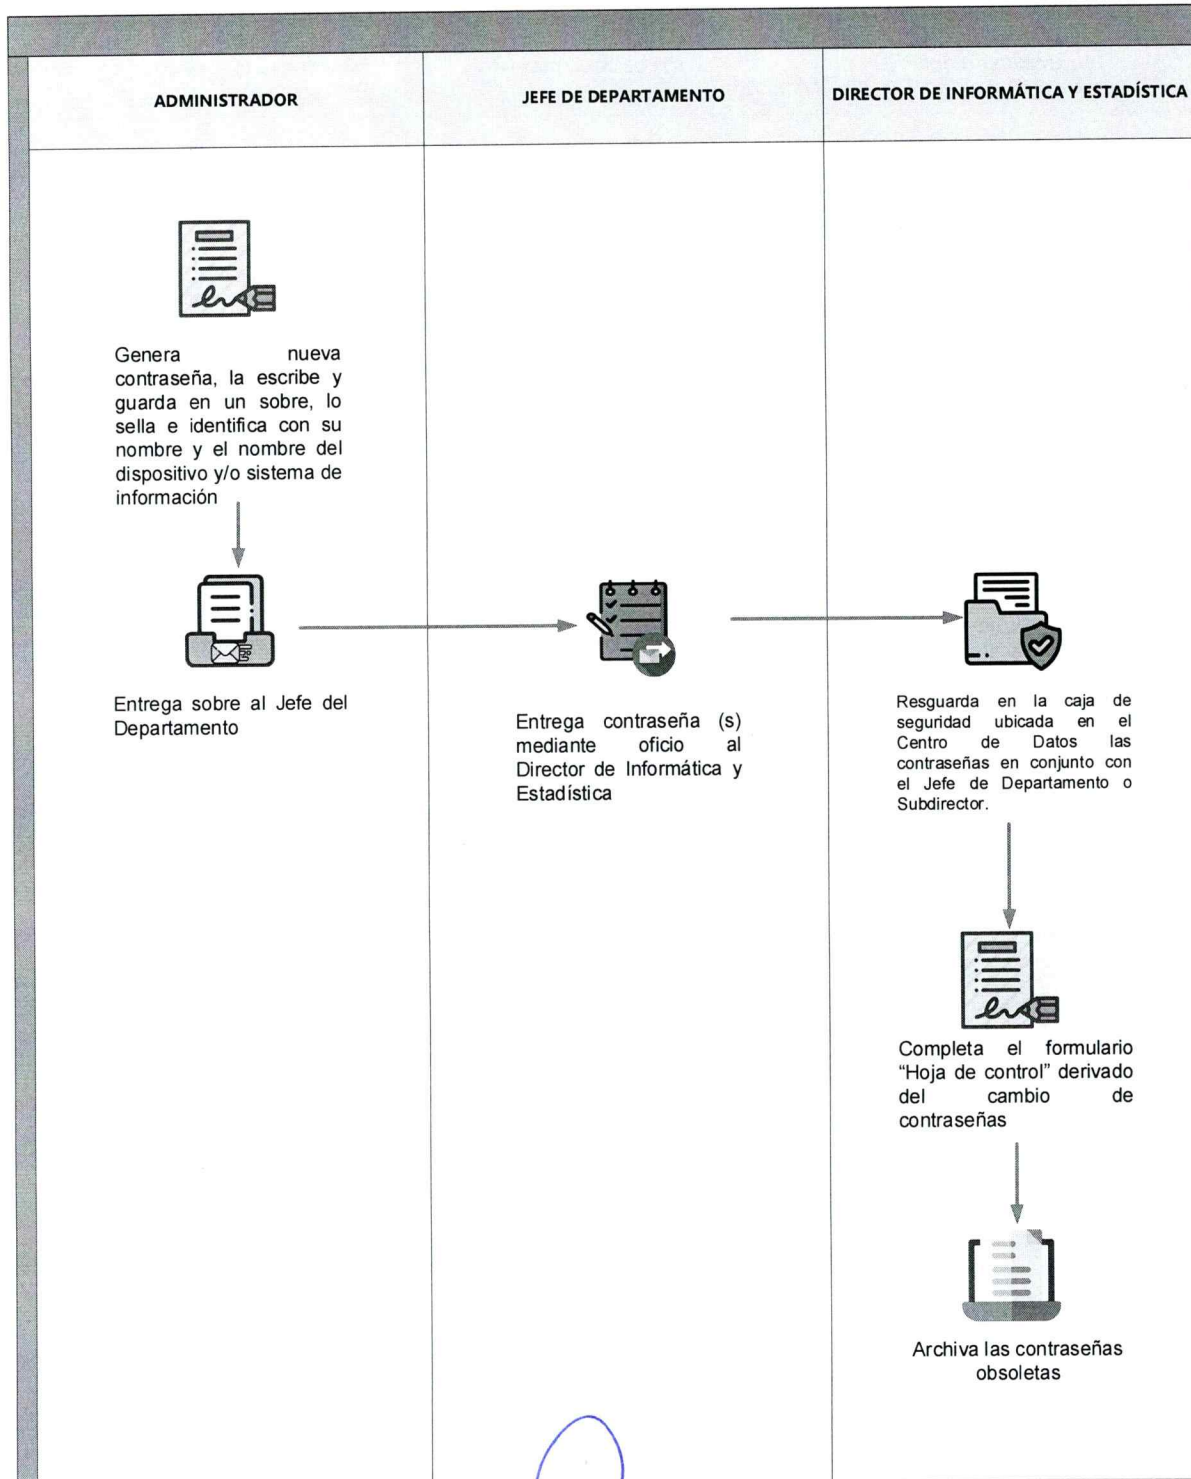 ADMINISTRADOR
JEFE DE DEPARTAMENTO
DIRECTOR DE INFORMÁTICA Y ESTADÍSTICA
Genera nueva
contraseña, la escribe y
guarda en un sobre, lo
sella e identifica con su
nombre y el nombre del
dispositivo y/o sistema de
información
Entrega sobre al Jefe del
Departamento
Entrega contraseña (s)
mediante oficio al
Director de Informática y
Estadística
Resguarda en la caja de
seguridad ubicada en el
Centro de Datos las
contraseñas en conjunto con
el Jefe de Departamento o
Subdirector.
Completa el formulario
“Hoja de control” derivado
del cambio de
contraseñas
Archiva las contraseñas
obsoletas